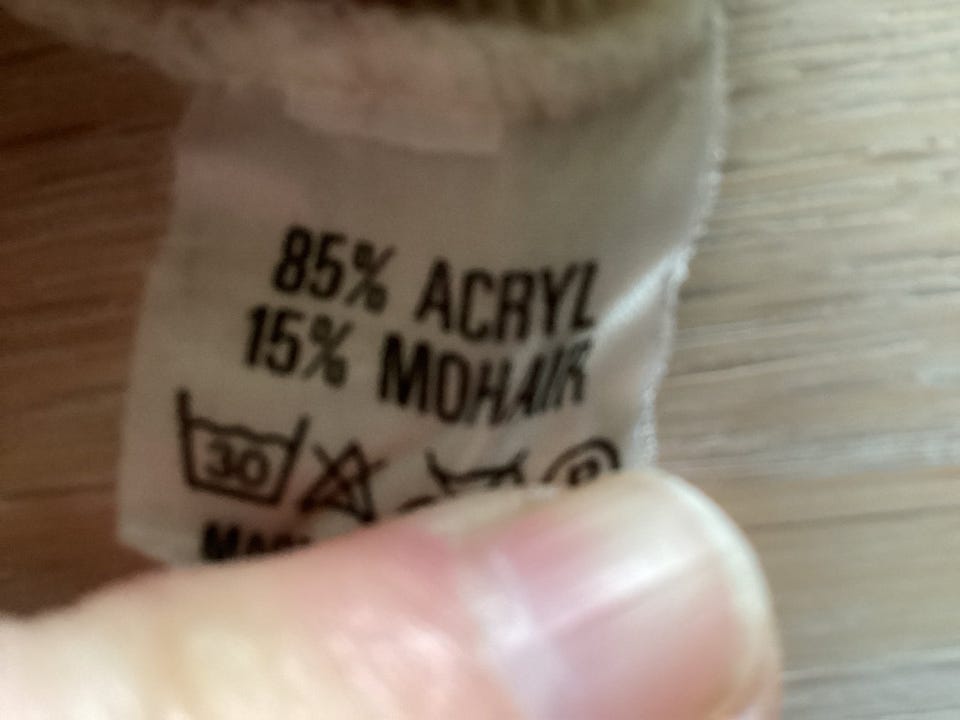 85% ACRYL
15% MOHAIR
30